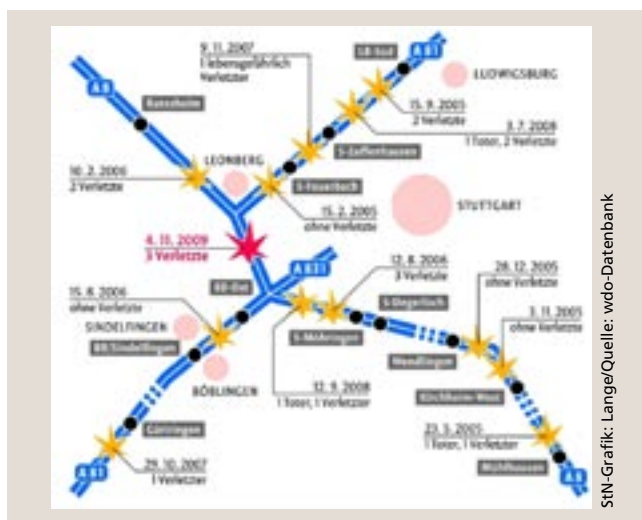 9. 11. 2007
1 lebensgefährlich
Verletzter
LB-Süd
A 81
A 8
LUDWIGSBURG
Rutesheim
15. 9. 2005
2 Verletzte
3. 7. 2008
1 Toter, 2 Verletzte
S-Zuffenhausen
LEONBERG
10. 2. 2006
2 Verletzte
S-Feuerbach
15. 2. 2005
ohne Verletzte
STUTTGART
4. 11. 2009
3 Verletzte
A 831
12. 8. 2006
3 Verletzte
28. 12. 2005
ohne Verletzte
BB-Ost
15. 8. 2006
ohne Verletzte
S-Degerloch
3. 11. 2005
ohne Verletzte
SINDELFINGEN
S-Möhringen
BB/Sindelfingen
Wendlingen
BÖBLINGEN
12. 9. 2008
1 Toter, 1 Verletzter
Kirchheim-West
Gärtringen
23. 5. 2005
1 Toter, 1 Verletzter
Mühlhausen
29. 10. 2007
1 Verletzter
A 81
A 8
StN-Grafik: Lange/Quelle: wdo-Datenbank